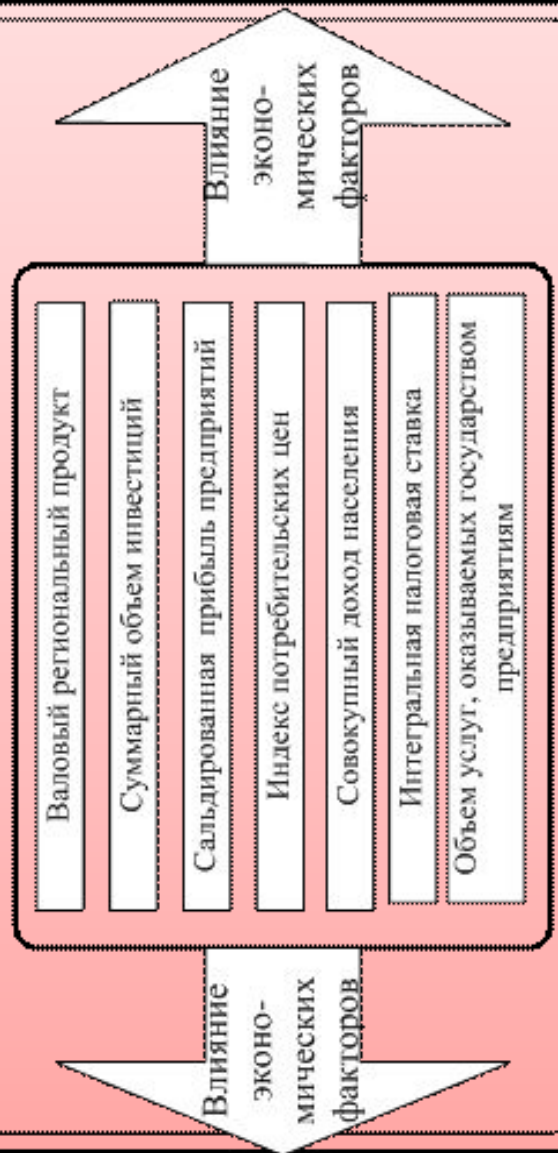 Влияние
эконо-
мических
факторов
Валовый региональный продукт
Суммарный объем инвестиций
Сальдированная прибыль предприятий
Индекс потребительских цен
Совокупный доход населения
Интегральная налоговая ставка
Объем услуг, оказываемых государством
предприятиям
Влияние
эконо-
мических
факторов